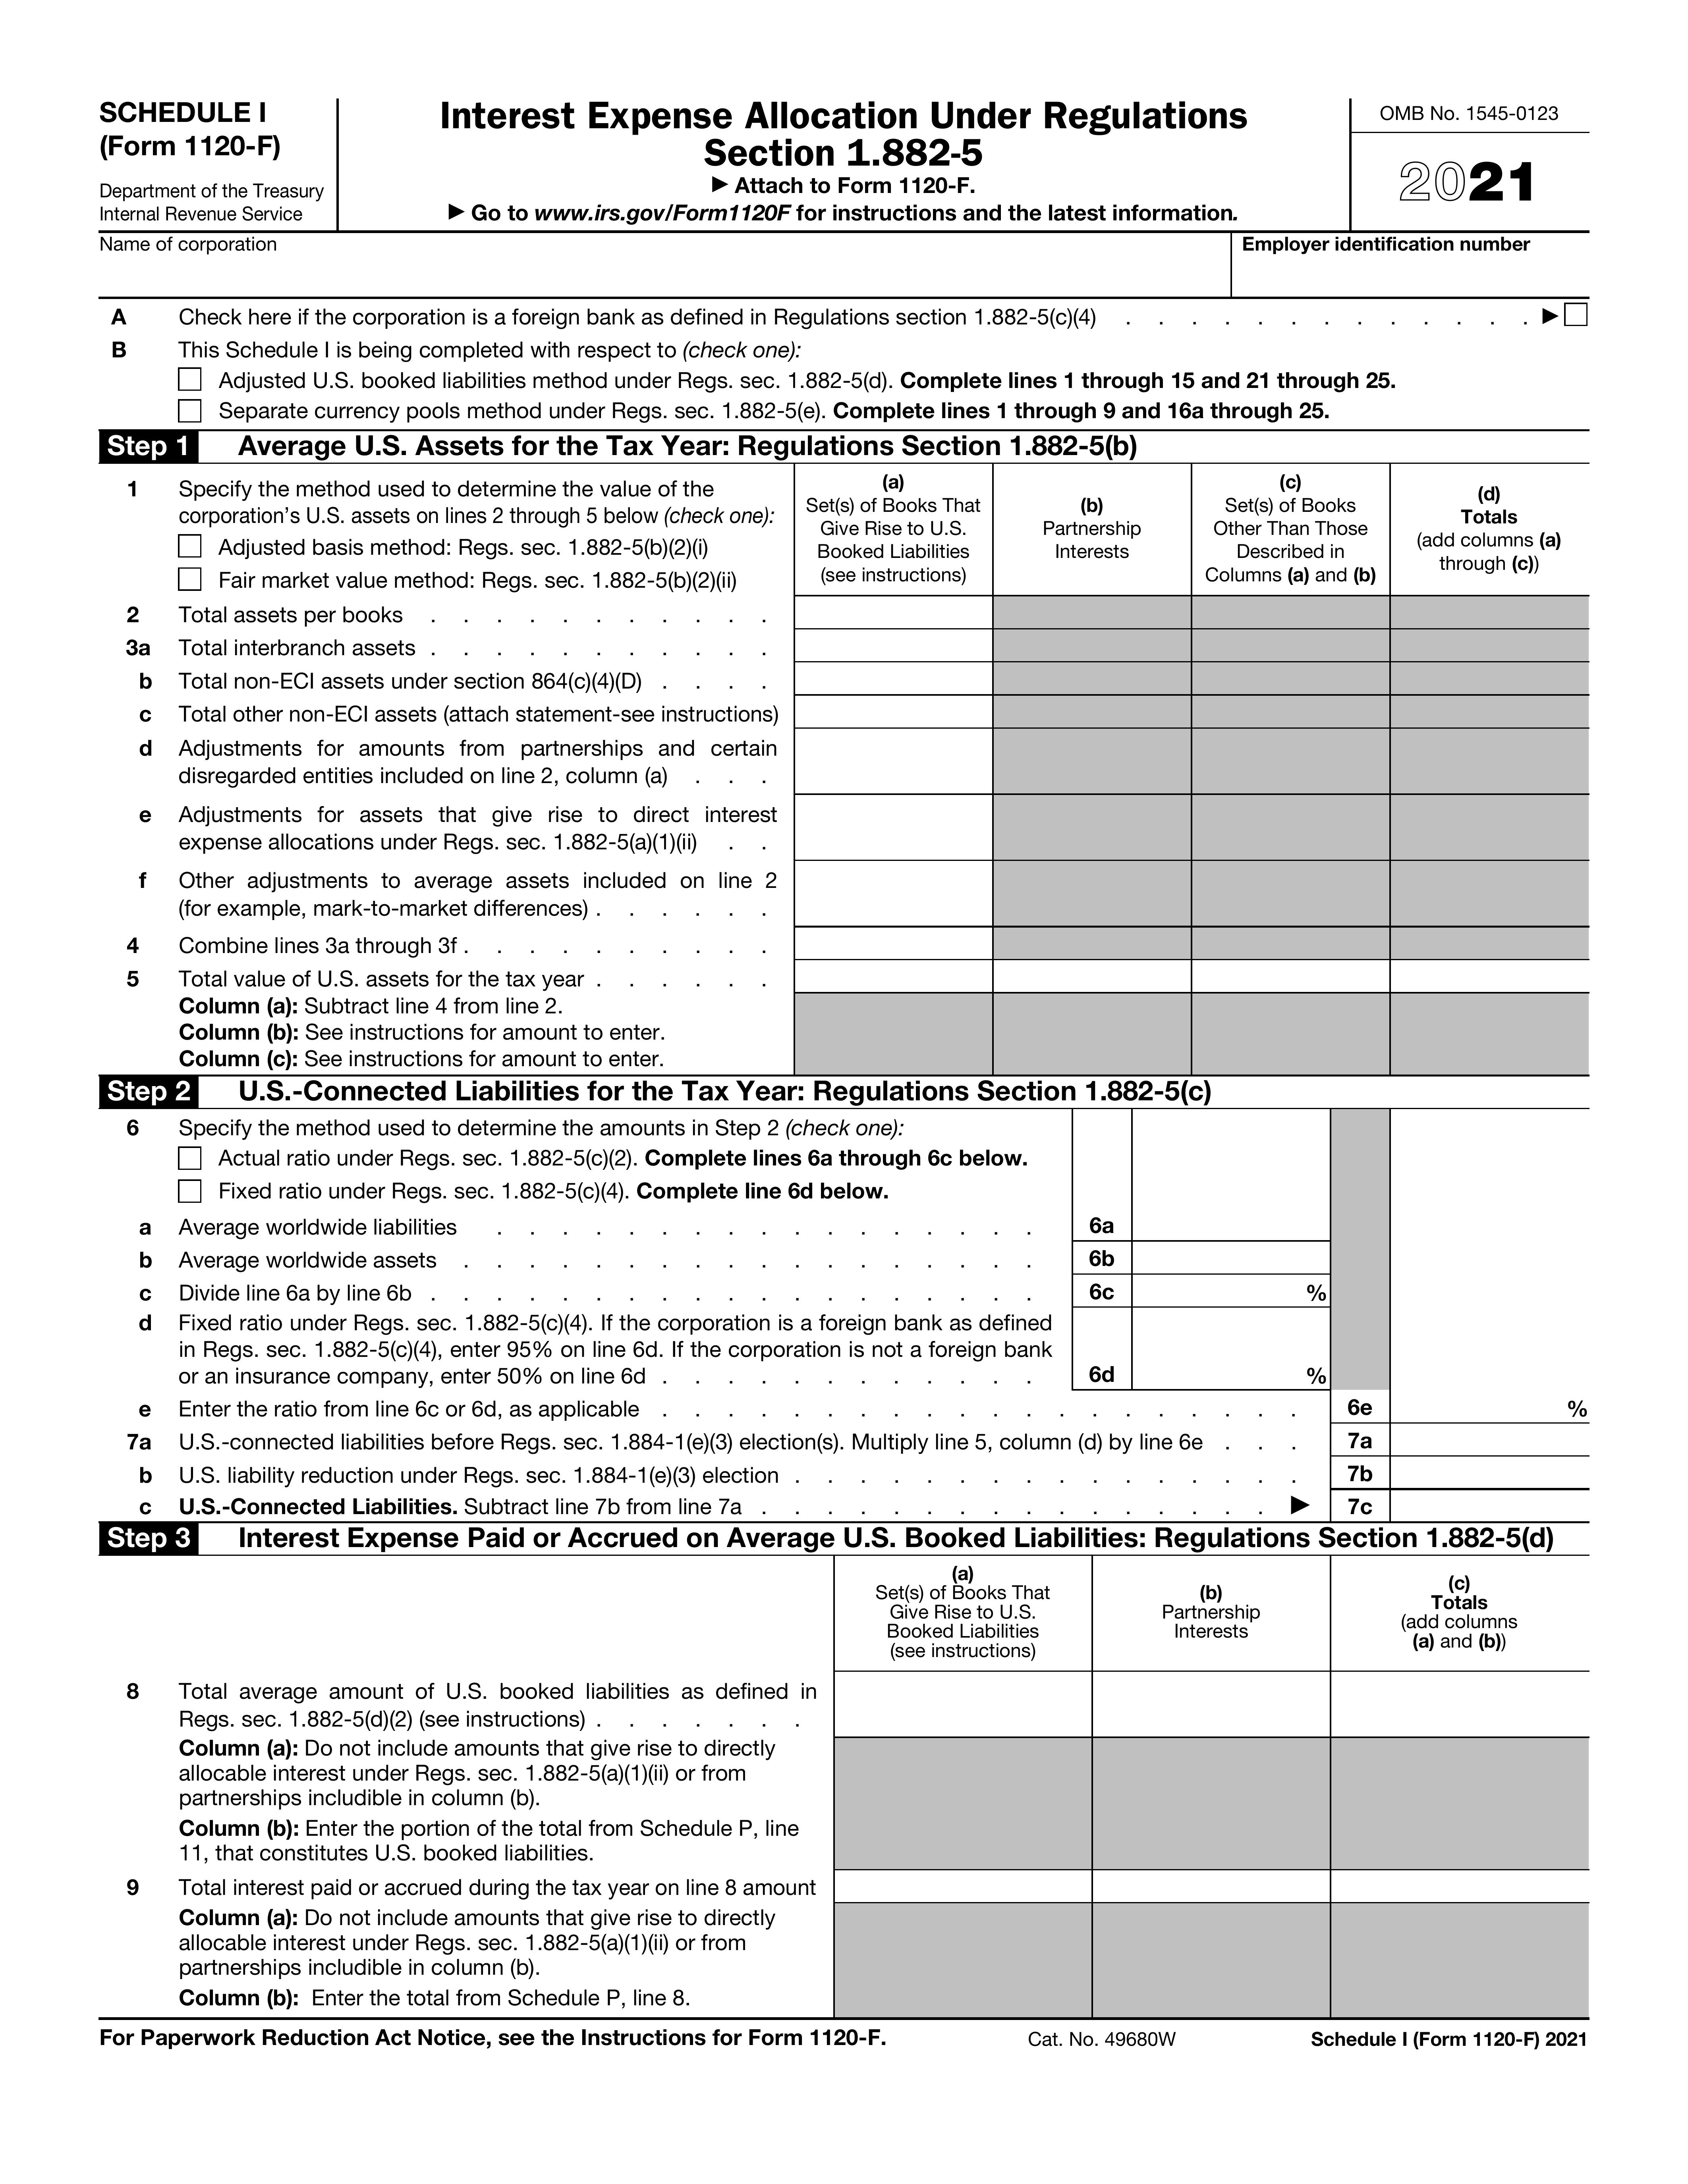 SCHEDULE I
(Form 1120-F)
Department of the Treasury
Internal Revenue Service
Interest Expense Allocation Under Regulations
Section 1.882-5
▶ Attach to Form 1120-F.
▶ Go to www.irs.gov/Form1120F for instructions and the latest information.
OMB No. 1545-0123
2021
Name of corporation
Employer identification number
A Check here if the corporation is a foreign bank as defined in Regulations section 1.882-5(c)(4) . . . . . . . . . . . . . ▶
B This Schedule I is being completed with respect to (check one):
Adjusted U.S. booked liabilities method under Regs. sec. 1.882-5(d). Complete lines 1 through 15 and 21 through 25.
Separate currency pools method under Regs. sec. 1.882-5(e). Complete lines 1 through 9 and 16a through 25.
Step 1 Average U.S. Assets for the Tax Year: Regulations Section 1.882-5(b)
1 Specify the method used to determine the value of the
corporation's U.S. assets on lines 2 through 5 below (check one):
Adjusted basis method: Regs. sec. 1.882-5(b)(2)(i)
Fair market value method: Regs. sec. 1.882-5(b)(2)(ii)
(a)
Set(s) of Books That
Give Rise to U.S.
Booked Liabilities
(see instructions)
(b)
Partnership
Interests
(c)
Set(s) of Books
Other Than Those
Described in
Columns (a) and (b)
(d)
Totals
(add columns (a)
through (c))
2 Total assets per books . . . . . . . . . . .
3a Total interbranch assets . . . . . . . . . . .
b Total non-ECI assets under section 864(c)(4)(D) . . . .
c Total other non-ECI assets (attach statement-see instructions)
d Adjustments for amounts from partnerships and certain
disregarded entities included on line 2, column (a) . . .
e Adjustments for assets that give rise to direct interest
expense allocations under Regs. sec. 1.882-5(a)(1)(ii) . .
f Other adjustments to average assets included on line 2
(for example, mark-to-market differences) . . . . . .
4 Combine lines 3a through 3f . . . . . . . . . .
5 Total value of U.S. assets for the tax year . . . . . .
Column (a): Subtract line 4 from line 2.
Column (b): See instructions for amount to enter.
Column (c): See instructions for amount to enter.
Step 2 U.S.-Connected Liabilities for the Tax Year: Regulations Section 1.882-5(c)
6 Specify the method used to determine the amounts in Step 2 (check one):
Actual ratio under Regs. sec. 1.882-5(c)(2). Complete lines 6a through 6c below.
Fixed ratio under Regs. sec. 1.882-5(c)(4). Complete line 6d below.
a Average worldwide liabilities . . . . . . . . . . . . . . . . . 6a
b Average worldwide assets . . . . . . . . . . . . . . . . . . 6b
c Divide line 6a by line 6b . . . . . . . . . . . . . . . . . . . 6c %
d Fixed ratio under Regs. sec. 1.882-5(c)(4). If the corporation is a foreign bank as defined
in Regs. sec. 1.882-5(c)(4), enter 95% on line 6d. If the corporation is not a foreign bank
or an insurance company, enter 50% on line 6d . . . . . . . . . . . . 6d %
e Enter the ratio from line 6c or 6d, as applicable . . . . . . . . . . . . . . . . . . . . 6e %
7a U.S.-connected liabilities before Regs. sec. 1.884-1(e)(3) election(s). Multiply line 5, column (d) by line 6e . . . 7a
b U.S. liability reduction under Regs. sec. 1.884-1(e)(3) election . . . . . . . . . . . . . . . . 7b
c U.S.-Connected Liabilities. Subtract line 7b from line 7a . . . . . . . . . . . . . . . . ▶ 7c
Step 3 Interest Expense Paid or Accrued on Average U.S. Booked Liabilities: Regulations Section 1.882-5(d)
(a)
Set(s) of Books That
Give Rise to U.S.
Booked Liabilities
(see instructions)
(b)
Partnership
Interests
(c)
Totals
(add columns
(a) and (b))
8 Total average amount of U.S. booked liabilities as defined in
Regs. sec. 1.882-5(d)(2) (see instructions) . . . . . . .
Column (a): Do not include amounts that give rise to directly
allocable interest under Regs. sec. 1.882-5(a)(1)(ii) or from
partnerships includible in column (b).
Column (b): Enter the portion of the total from Schedule P, line
11, that constitutes U.S. booked liabilities.
9 Total interest paid or accrued during the tax year on line 8 amount
Column (a): Do not include amounts that give rise to directly
allocable interest under Regs. sec. 1.882-5(a)(1)(ii) or from
partnerships includible in column (b).
Column (b): Enter the total from Schedule P, line 8.
For Paperwork Reduction Act Notice, see the Instructions for Form 1120-F.
Cat. No. 49680W
Schedule I (Form 1120-F) 2021